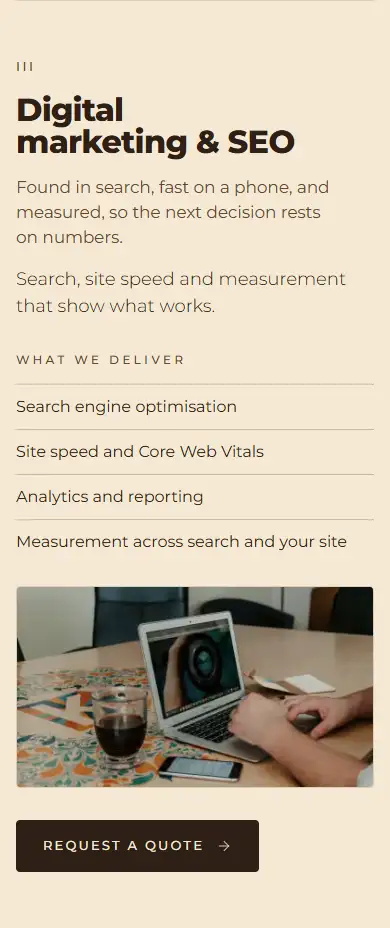 III
Digital
marketing & SEO
Found in search, fast on a phone, and
measured, so the next decision rests
on numbers.
Search, site speed and measurement
that show what works.
WHAT WE DELIVER
Search engine optimisation
Site speed and Core Web Vitals
Analytics and reporting
Measurement across search and your site
REQUEST A QUOTE →